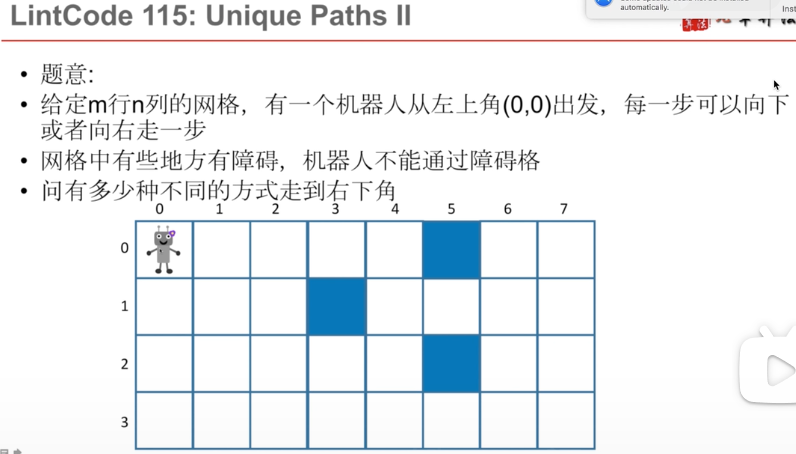 automatically.
Inst
LintCode 115: Unique Paths II
• 题意:
• 给定m行n列的网格，有一个机器人从左上角(0,0)出发，每一步可以向下
或者向右走一步
• 网格中有些地方有障碍，机器人不能通过障碍格
• 问有多少种不同的方式走到右下角
0 1 2 3 4 5 6 7
0
1
2
3